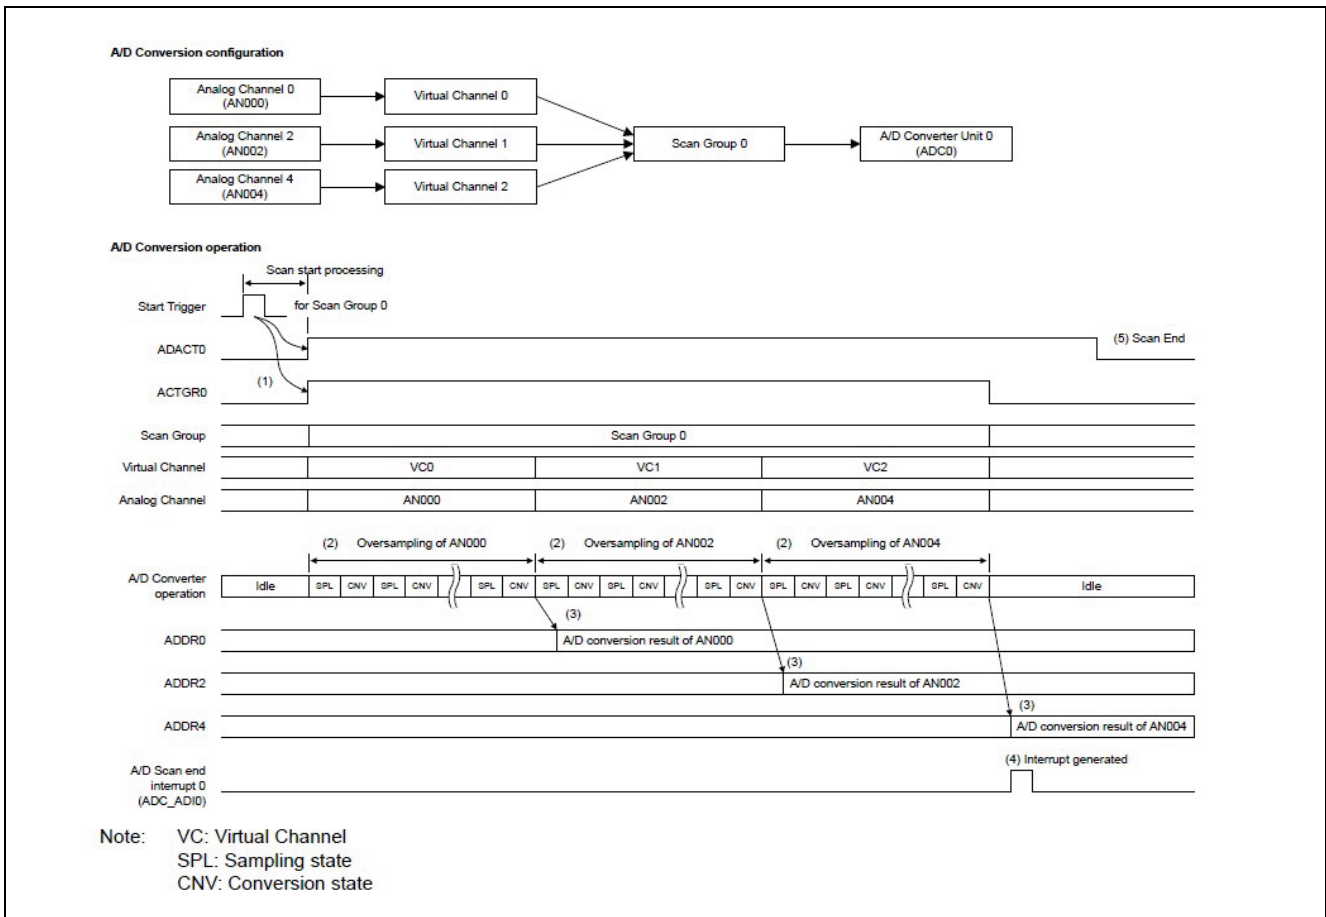 A/D Conversion configuration
Analog Channel 0
(AN000)
Virtual Channel 0
Analog Channel 2
(AN002)
Virtual Channel 1
Scan Group 0
A/D Converter Unit 0
(ADC0)
Analog Channel 4
(AN004)
Virtual Channel 2
A/D Conversion operation
Scan start processing
Start Trigger
for Scan Group 0
ADACT0
(5) Scan End
(1)
ACTGR0
Scan Group
Scan Group 0
Virtual Channel
VC0
VC1
VC2
Analog Channel
AN000
AN002
AN004
(2) Oversampling of AN000
(2) Oversampling of AN002
(2) Oversampling of AN004
A/D Converter
operation
Idle
SPL CNV SPL CNV SPL CNV
SPL CNV SPL CNV SPL CNV
SPL CNV SPL CNV SPL CNV
Idle
(3)
ADDR0
A/D conversion result of AN000
(3)
ADDR2
A/D conversion result of AN002
(3)
ADDR4
A/D conversion result of AN004
A/D Scan end
interrupt 0
(ADC_ADI0)
(4) Interrupt generated
Note: VC: Virtual Channel
SPL: Sampling state
CNV: Conversion state